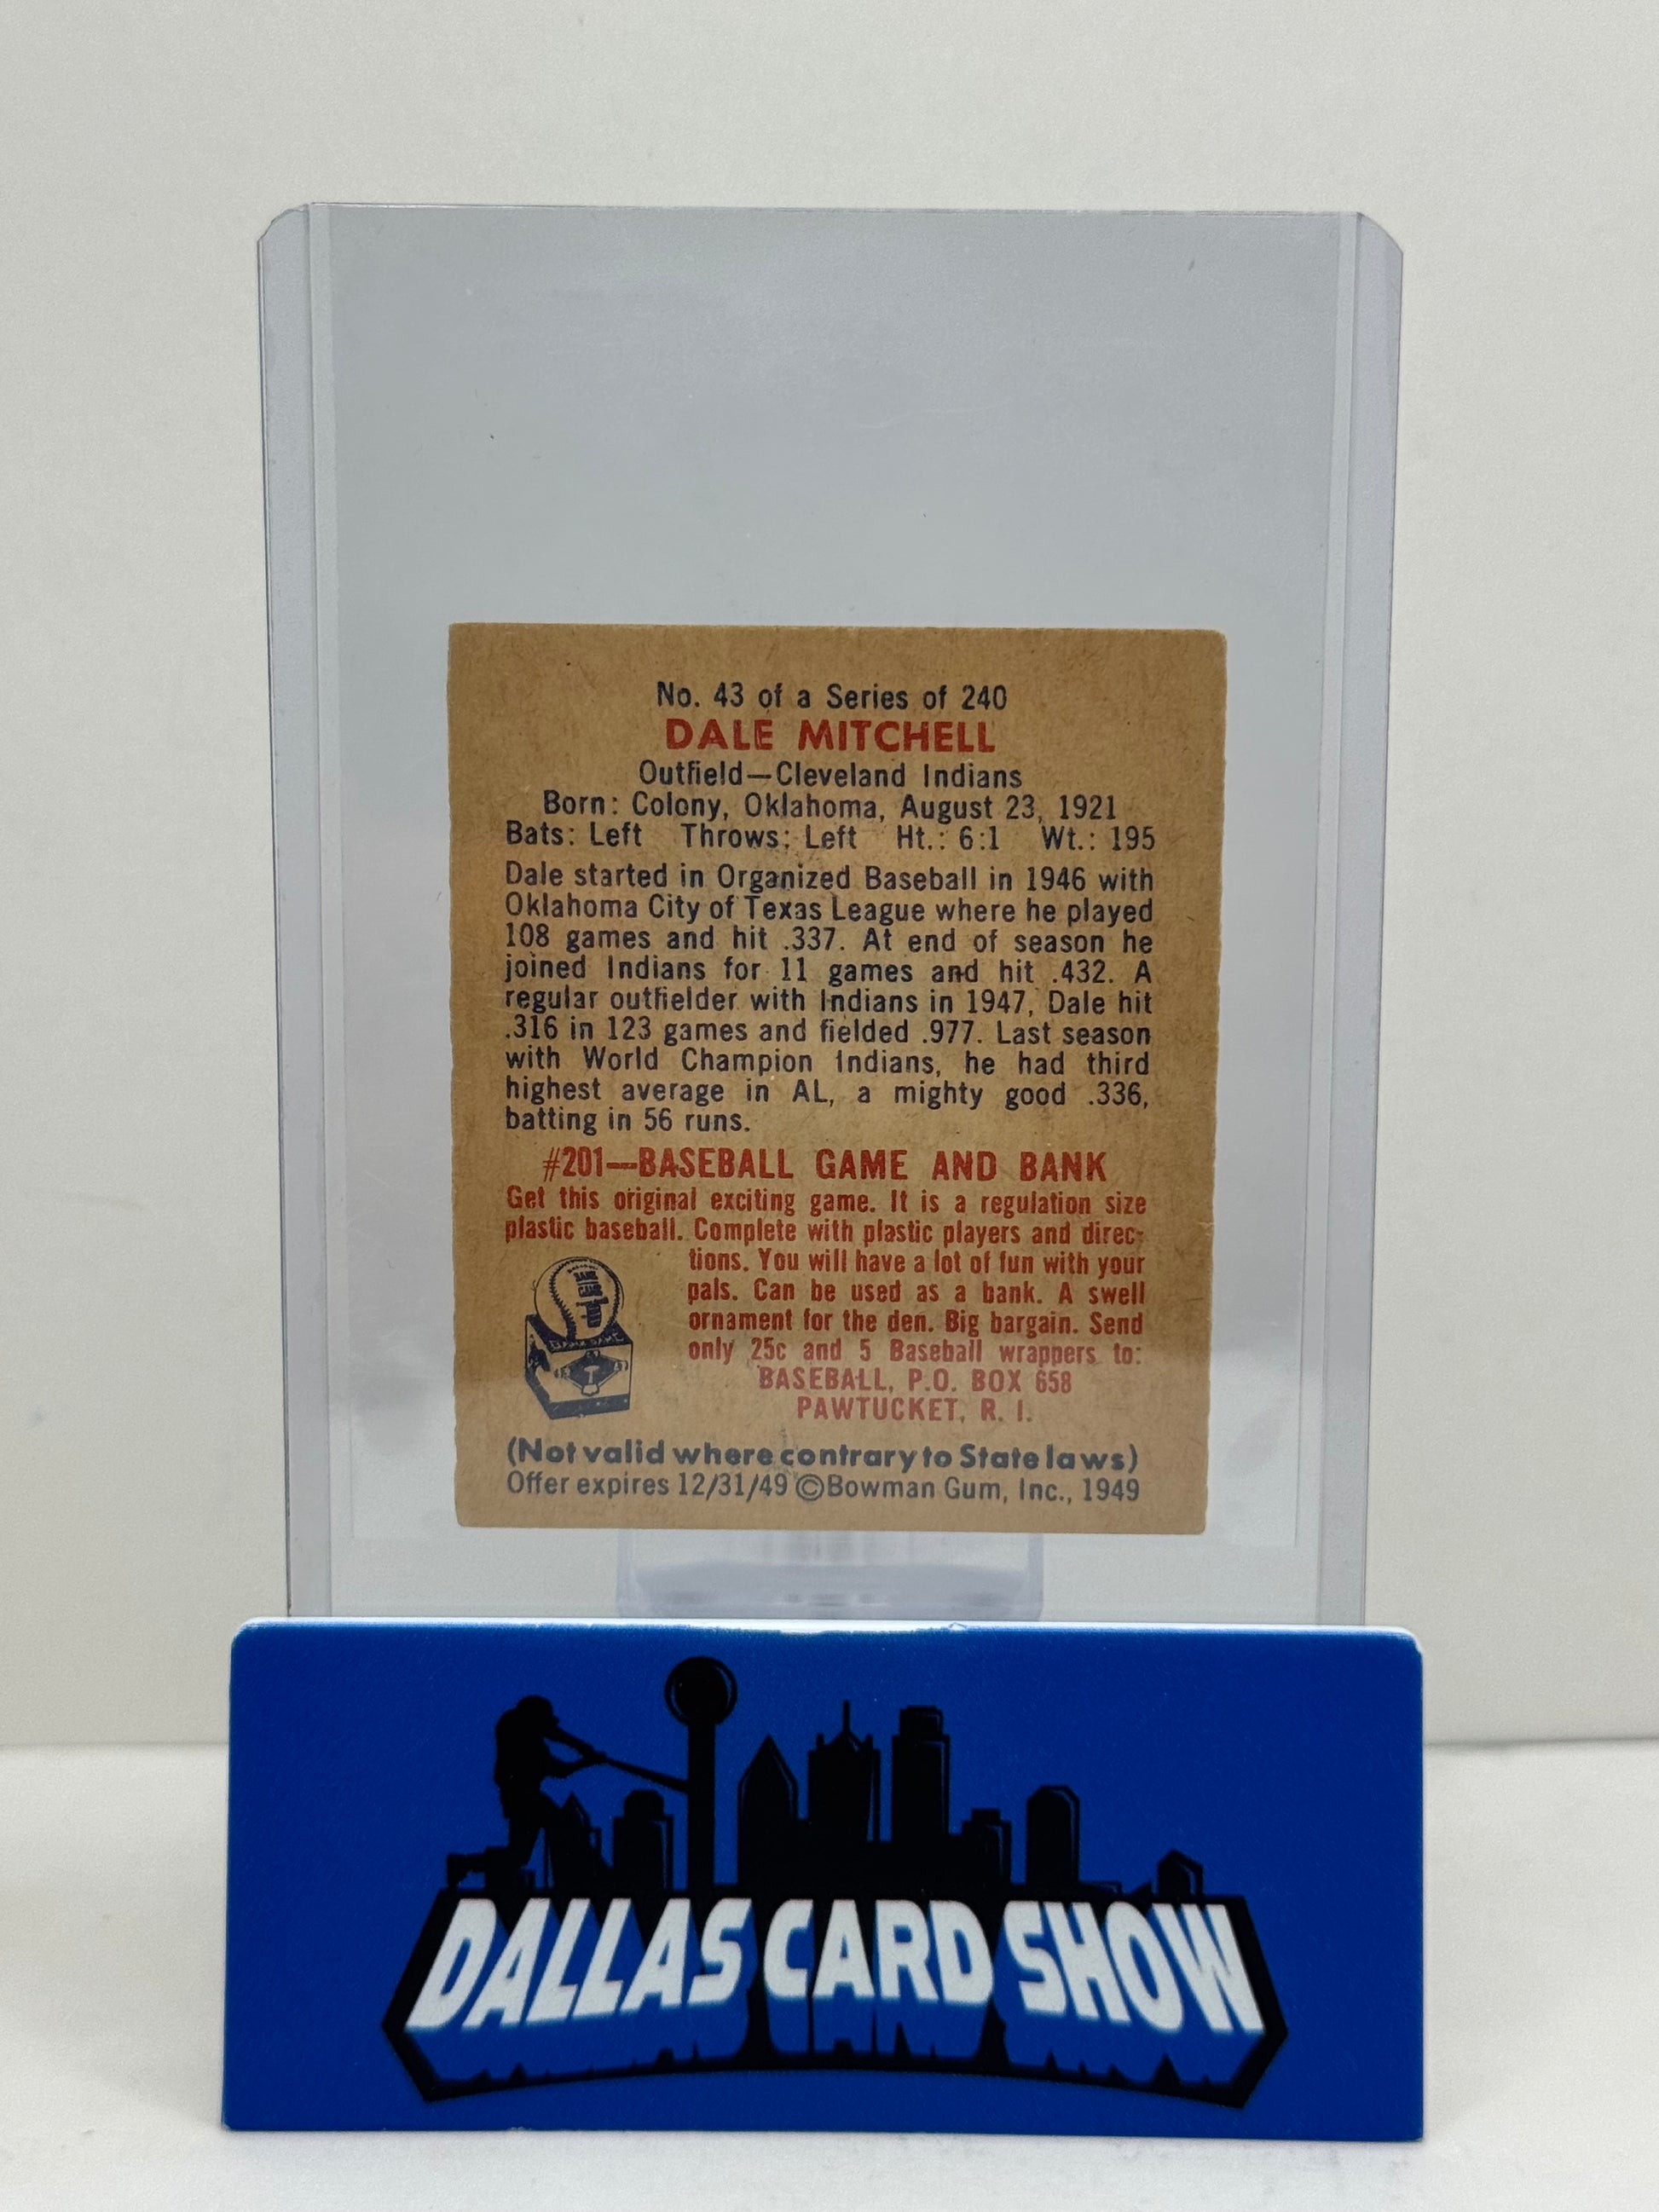 No. 43 of a Series of 240
DALE MITCHELL
Outfield—Cleveland Indians
Born: Colony, Oklahoma, August 23, 1921
Bats: Left Throws: Left Ht.: 6:1 Wt.: 195
Dale started in Organized Baseball in 1946 with
Oklahoma City of Texas League where he played
108 games and hit .337. At end of season he
joined Indians for 11 games and hit .432. A
regular outfielder with Indians in 1947, Dale hit
.316 in 123 games and fielded .977. Last season
with World Champion Indians, he had third
highest average in AL, a mighty good .336,
batting in 56 runs.
#201—BASEBALL GAME AND BANK
Get this original exciting game. It is a regulation size
plastic baseball. Complete with plastic players and direc-
tions. You will have a lot of fun with your
pals. Can be used as a bank. A swell
ornament for the den. Big bargain. Send
only 25c and 5 Baseball wrappers to:
BASEBALL, P.O. BOX 658
PAWTUCKET, R. I.
(Not valid where contrary to State laws)
Offer expires 12/31/49 ©Bowman Gum, Inc., 1949
DALLAS CARD SHOW